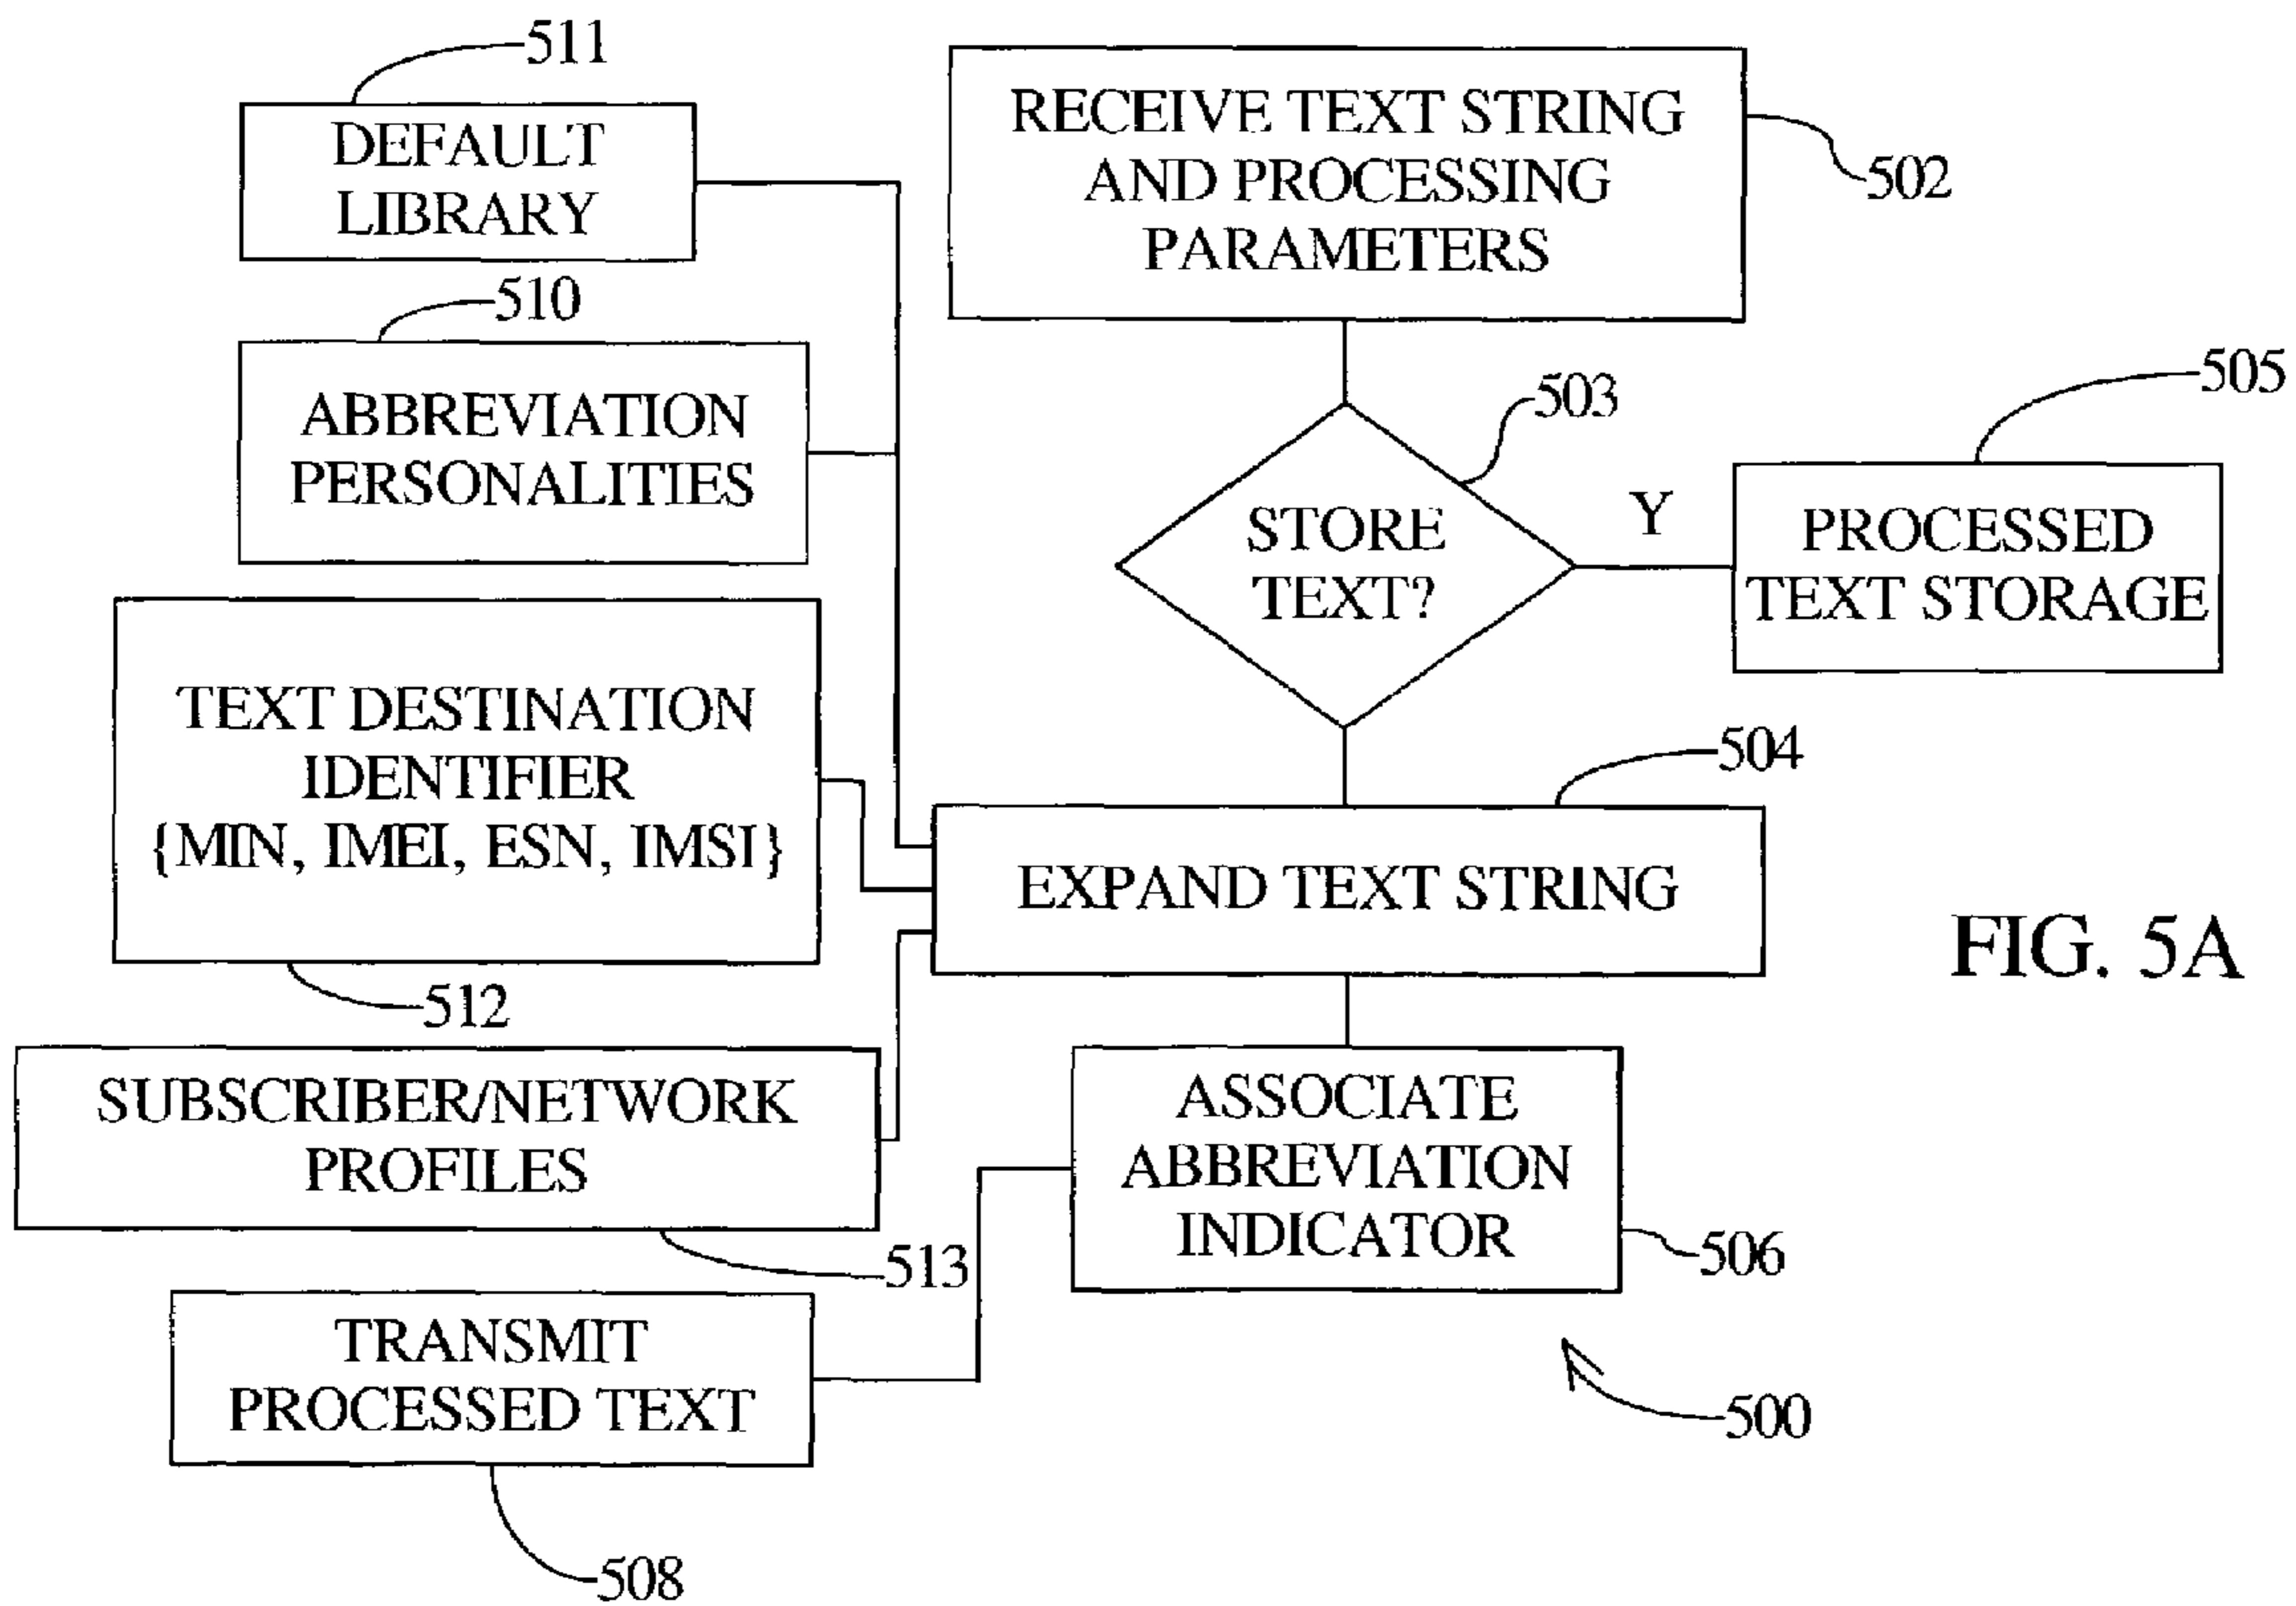 511
DEFAULT
LIBRARY
510
ABBREVIATION
PERSONALITIES
TEXT DESTINATION
IDENTIFIER
{MIN, IMEI, ESN, IMSI}
512
SUBSCRIBER/NETWORK
PROFILES
513
TRANSMIT
PROCESSED TEXT
508
RECEIVE TEXT STRING
AND PROCESSING
PARAMETERS
502
503
STORE
TEXT?
Y
505
PROCESSED
TEXT STORAGE
504
EXPAND TEXT STRING
ASSOCIATE
ABBREVIATION
INDICATOR
506
500
FIG. 5A